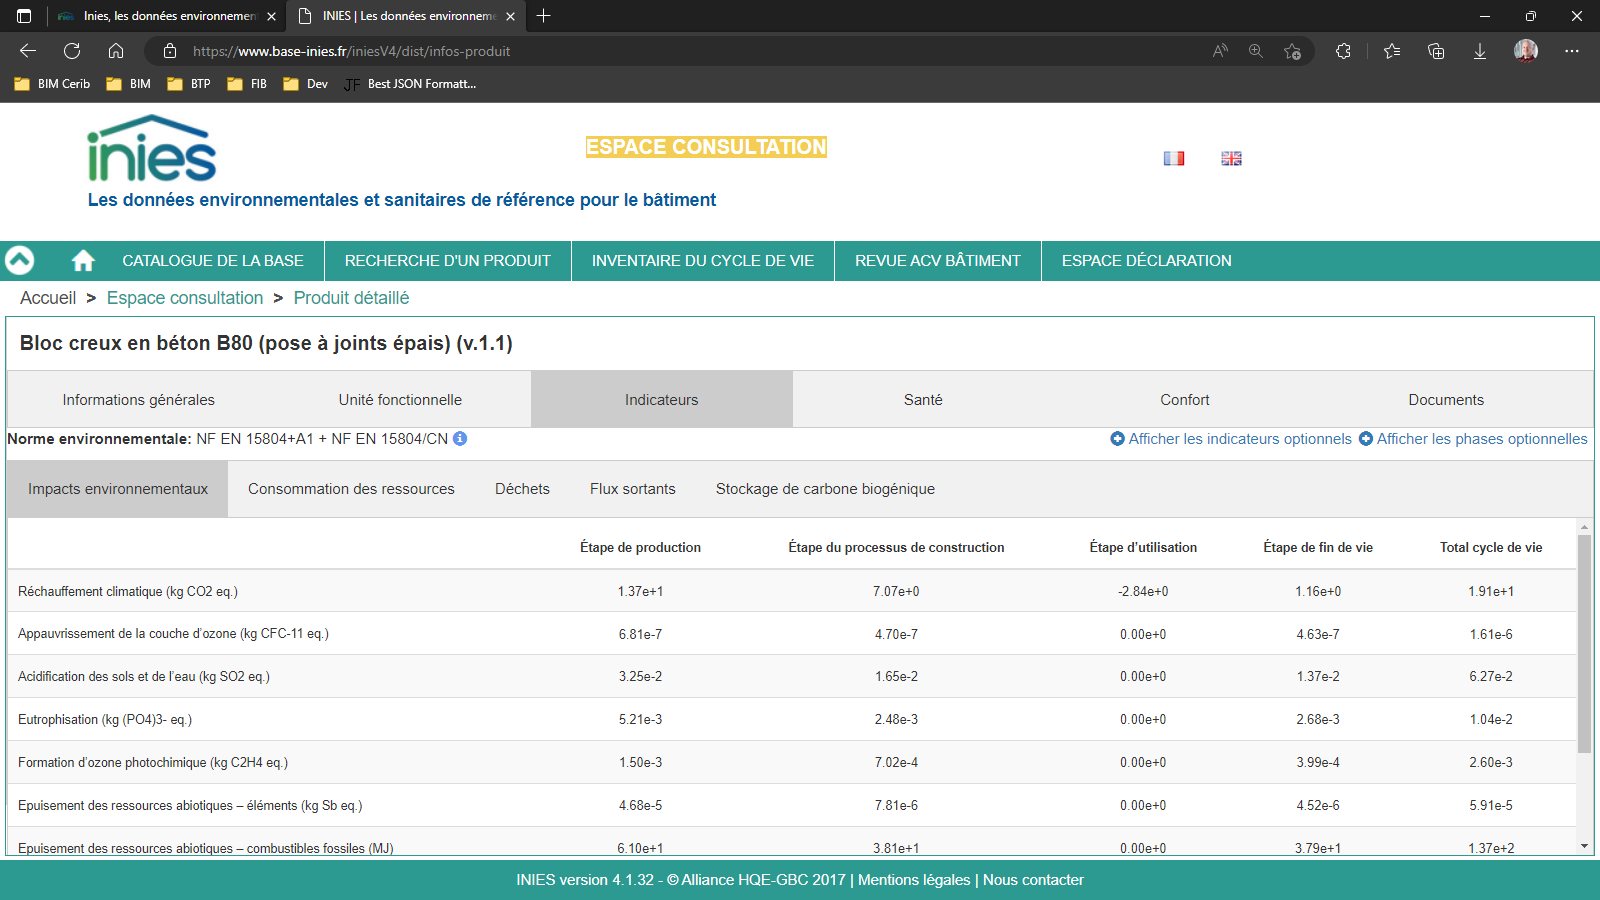 Inies, les données environnemen
INIES | Les données environneme
https://www.base-inies.fr/iniesV4/dist/infos-produit
BIM Cerib
BIM
BTP
FIB
Dev
JF Best JSON Formatt...
inies
ESPACE CONSULTATION
Les données environnementales et sanitaires de référence pour le bâtiment
CATALOGUE DE LA BASE
RECHERCHE D'UN PRODUIT
INVENTAIRE DU CYCLE DE VIE
REVUE ACV BÂTIMENT
ESPACE DÉCLARATION
Accueil > Espace consultation > Produit détaillé
Bloc creux en béton B80 (pose à joints épais) (v.1.1)
Informations générales
Unité fonctionnelle
Indicateurs
Santé
Confort
Documents
Norme environnementale: NF EN 15804+A1 + NF EN 15804/CN
Afficher les indicateurs optionnels
Afficher les phases optionnelles
Impacts environnementaux
Consommation des ressources
Déchets
Flux sortants
Stockage de carbone biogénique
Étape de production Étape du processus de construction Étape d'utilisation Étape de fin de vie Total cycle de vie
Réchauffement climatique (kg CO2 eq.) 1.37e+1 7.07e+0 -2.84e+0 1.16e+0 1.91e+1
Appauvrissement de la couche d'ozone (kg CFC-11 eq.) 6.81e-7 4.70e-7 0.00e+0 4.63e-7 1.61e-6
Acidification des sols et de l'eau (kg SO2 eq.) 3.25e-2 1.65e-2 0.00e+0 1.37e-2 6.27e-2
Eutrophisation (kg (PO4)3- eq.) 5.21e-3 2.48e-3 0.00e+0 2.68e-3 1.04e-2
Formation d'ozone photochimique (kg C2H4 eq.) 1.50e-3 7.02e-4 0.00e+0 3.99e-4 2.60e-3
Epuisement des ressources abiotiques – éléments (kg Sb eq.) 4.68e-5 7.81e-6 0.00e+0 4.52e-6 5.91e-5
Epuisement des ressources abiotiques – combustibles fossiles (MJ) 6.10e+1 3.81e+1 0.00e+0 3.79e+1 1.37e+2
INIES version 4.1.32 - © Alliance HQE-GBC 2017 | Mentions légales | Nous contacter